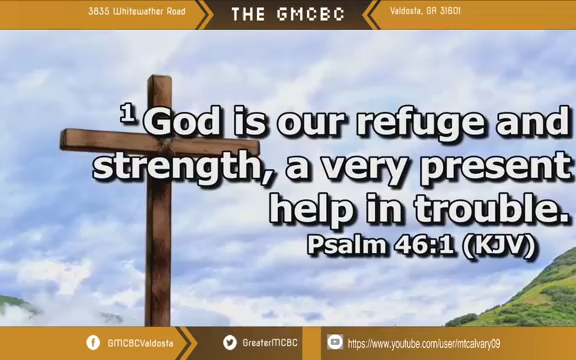 3835 Whitewather Road
THE GMCBC
Valdosta, GA 31601
1 God is our refuge and
strength, a very present
help in trouble.
Psalm 46:1 (KJV)
GMCBCValdosta
GreaterMCBC
https://www.youtube.com/user/mtcalvary09